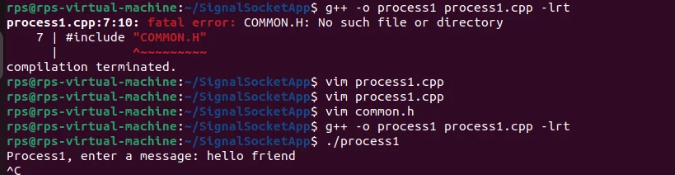 rps@rps-virtual-machine:~/SignalSocketApp$ g++ -o process1 process1.cpp -lrt
process1.cpp:7:10: fatal error: COMMON.H: No such file or directory
    7 | #include "COMMON.H"
      |          ^~~~~~~~~~
compilation terminated.
rps@rps-virtual-machine:~/SignalSocketApp$ vim process1.cpp
rps@rps-virtual-machine:~/SignalSocketApp$ vim process1.cpp
rps@rps-virtual-machine:~/SignalSocketApp$ vim common.h
rps@rps-virtual-machine:~/SignalSocketApp$ g++ -o process1 process1.cpp -lrt
rps@rps-virtual-machine:~/SignalSocketApp$ ./process1
Process1, enter a message: hello friend
^C